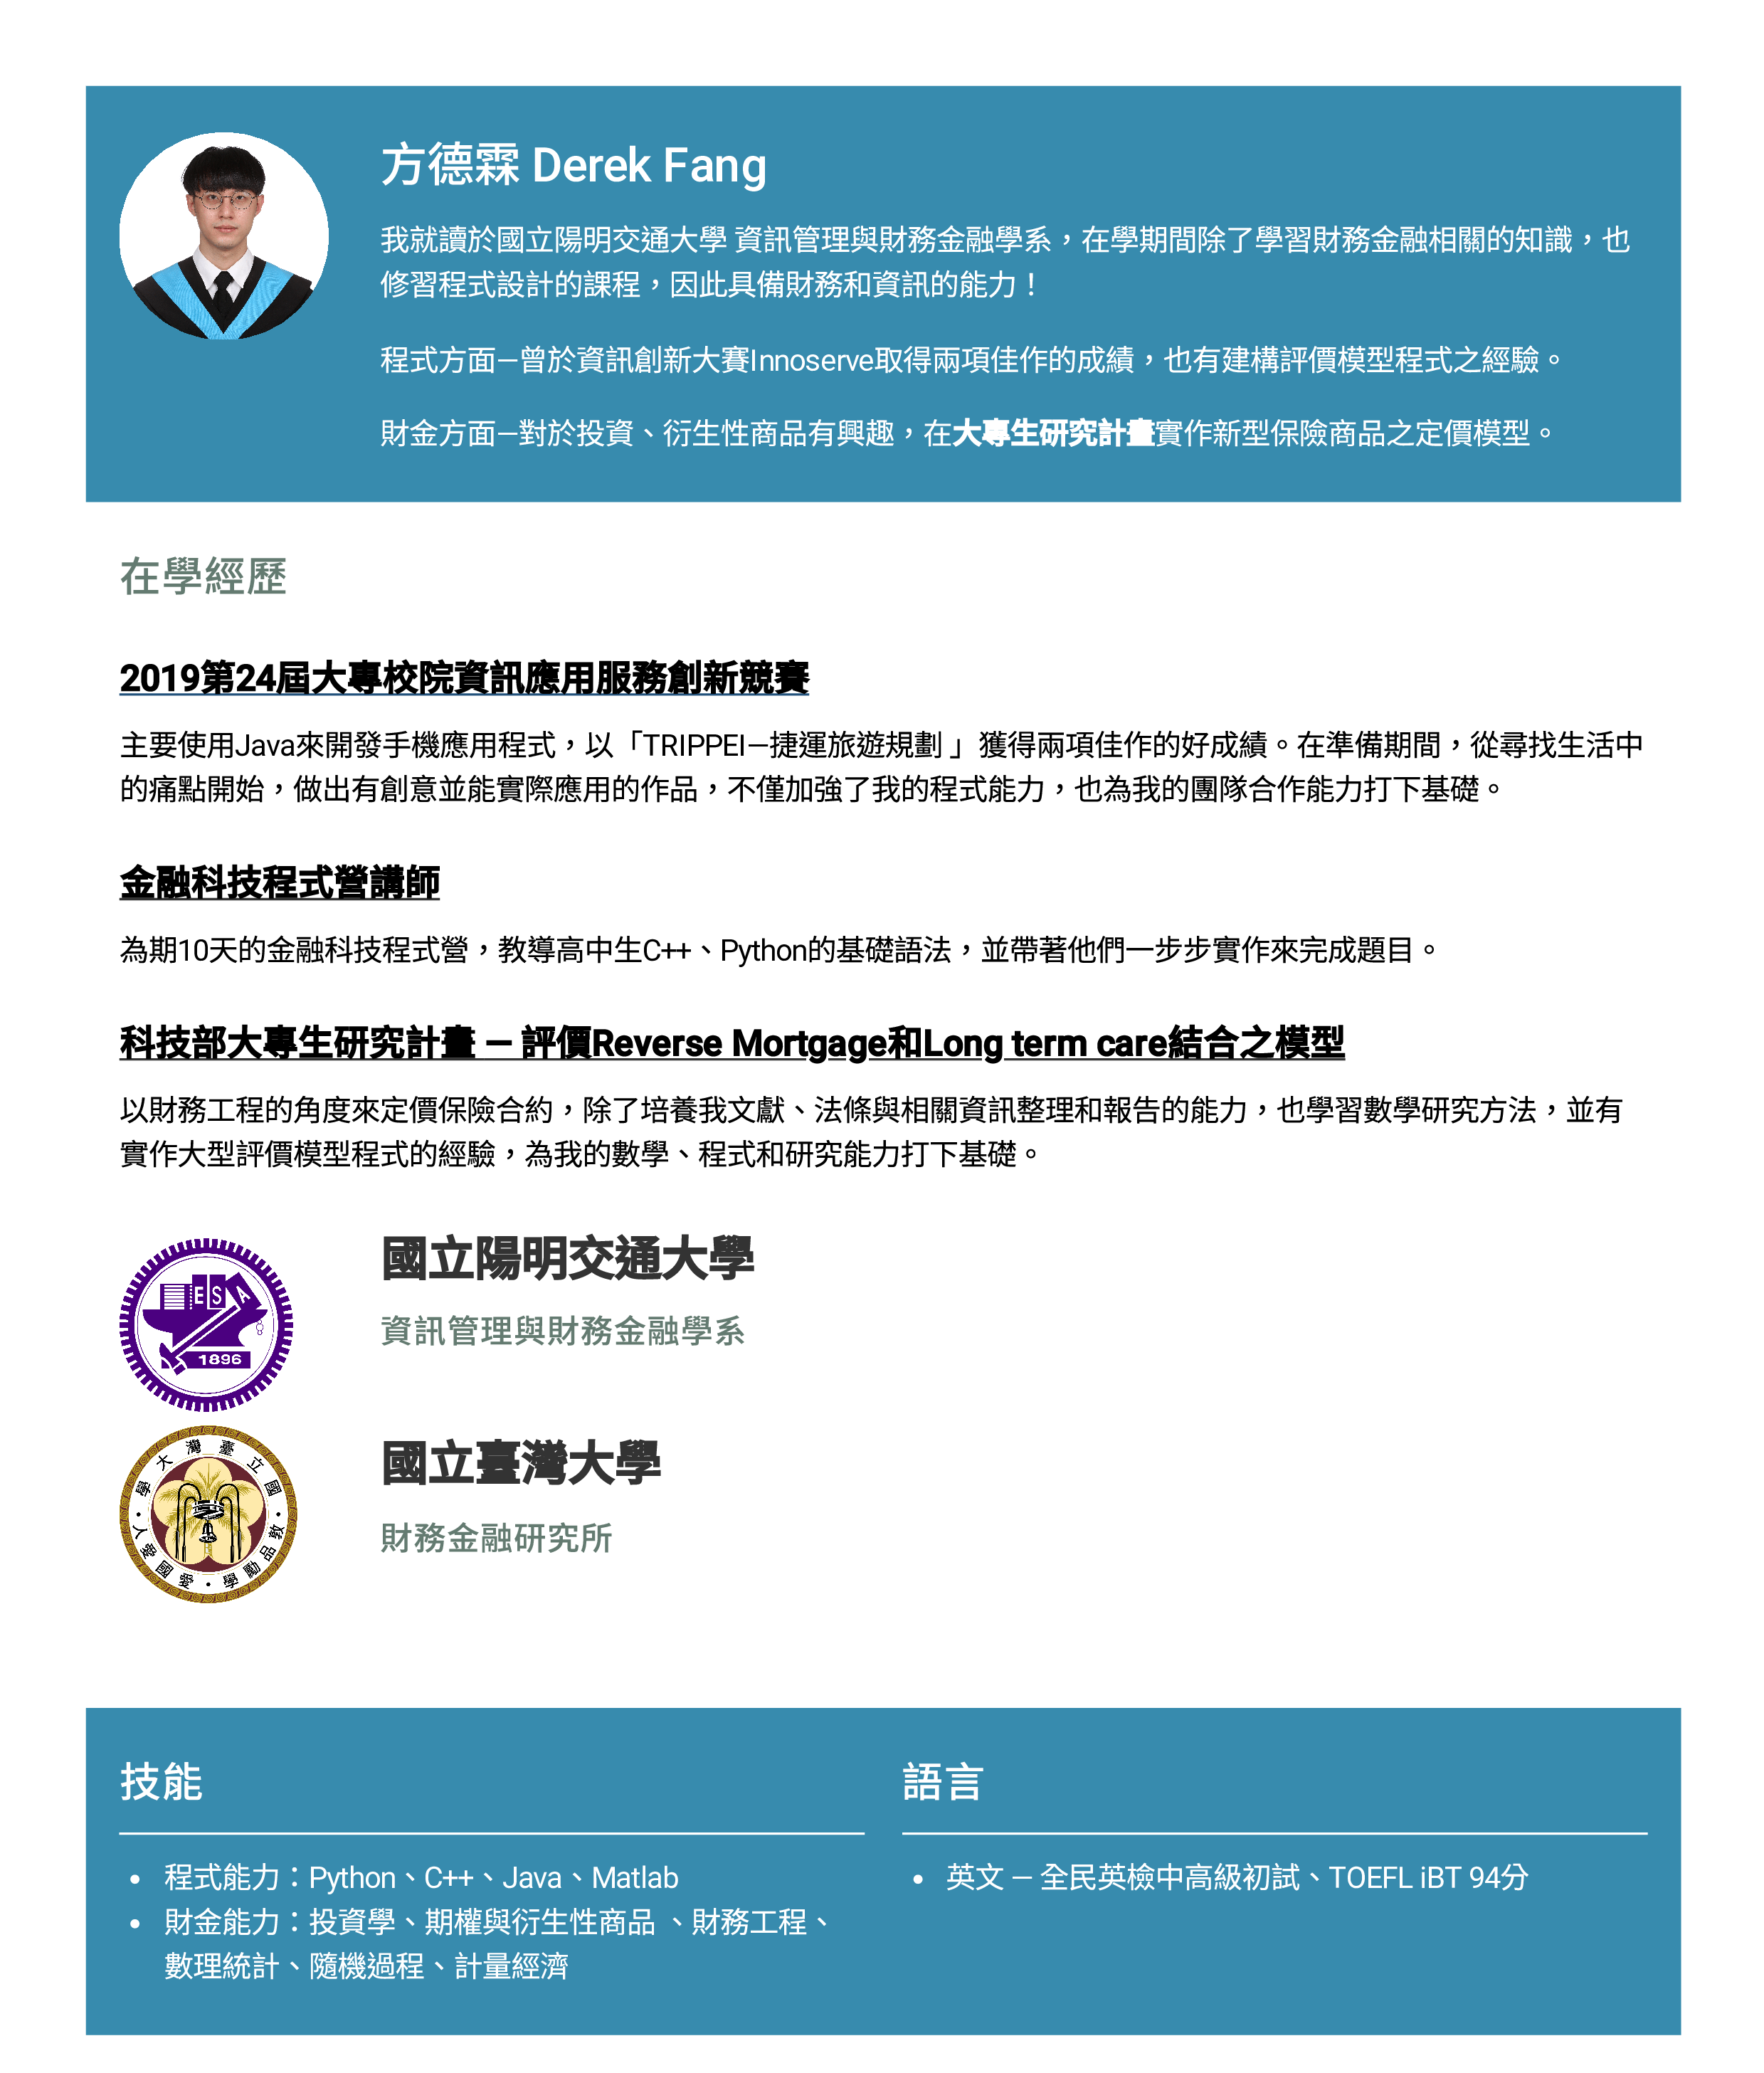 方德霖 Derek Fang
我就讀於國立陽明交通大學 資訊管理與財務金融學系，在學期間除了學習財務金融相關的知識，也
修習程式設計的課程，因此具備財務和資訊的能力！
程式方面—曾於資訊創新大賽Innoserve取得兩項佳作的成績，也有建構評價模型程式之經驗。
財金方面—對於投資、衍生性商品有興趣，在大專生研究計畫實作新型保險商品之定價模型。
在學經歷
2019第24屆大專校院資訊應用服務創新競賽
主要使用Java來開發手機應用程式，以「TRIPPEI—捷運旅遊規劃 」獲得兩項佳作的好成績。在準備期間，從尋找生活中
的痛點開始，做出有創意並能實際應用的作品，不僅加強了我的程式能力，也為我的團隊合作能力打下基礎。
金融科技程式營講師
為期10天的金融科技程式營，教導高中生C++、Python的基礎語法，並帶著他們一步步實作來完成題目。
科技部大專生研究計畫 — 評價Reverse Mortgage和Long term care結合之模型
以財務工程的角度來定價保險合約，除了培養我文獻、法條與相關資訊整理和報告的能力，也學習數學研究方法，並有
實作大型評價模型程式的經驗，為我的數學、程式和研究能力打下基礎。
E S A
1896
國立陽明交通大學
資訊管理與財務金融學系
國立臺灣大學
敦品勵學·愛國愛人
國立臺灣大學
財務金融研究所
技能
程式能力：Python、C++、Java、Matlab
財金能力：投資學、期權與衍生性商品 、財務工程、
數理統計、隨機過程、計量經濟
語言
英文 — 全民英檢中高級初試、TOEFL iBT 94分